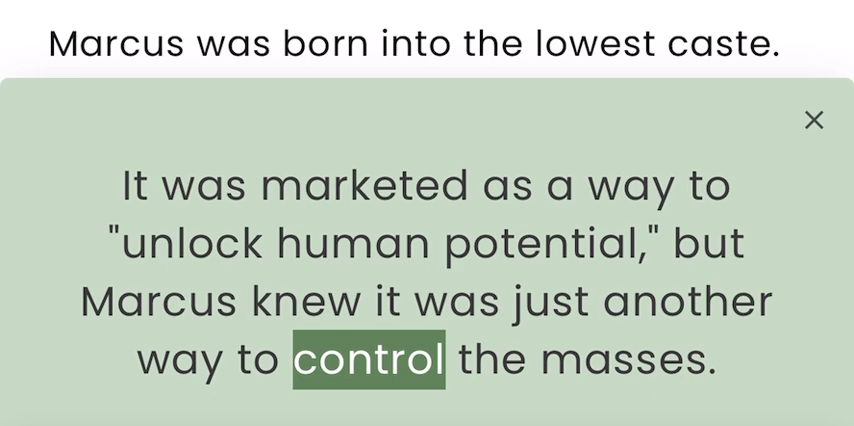 Marcus was born into the lowest caste.
It was marketed as a way to
"unlock human potential," but
Marcus knew it was just another
way to control the masses.